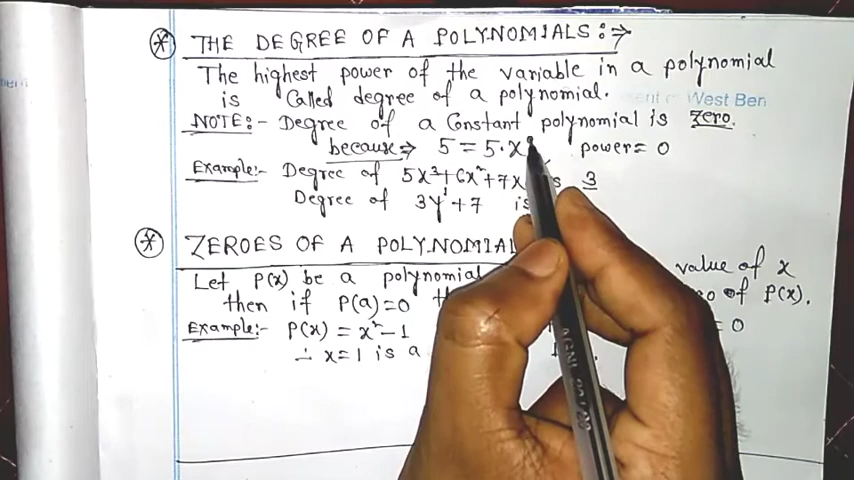 * THE DEGREE OF A POLYNOMIALS:⇒
The highest power of the variable in a polynomial
is Called degree of a polynomial.
West Ben
NOTE:- Degree of a Constant polynomial is Zero.
because⇒ 5 = 5·x power = 0
Example:- Degree of 5x³+6x²+7x is 3
Degree of 3y¹+7 is
* ZEROES OF A POLYNOMIAL
Let P(x) be a polynomial value of x
then if P(a)=0 of P(x).
Example:- P(x) = x²-1 = 0
∴ x=1 is a